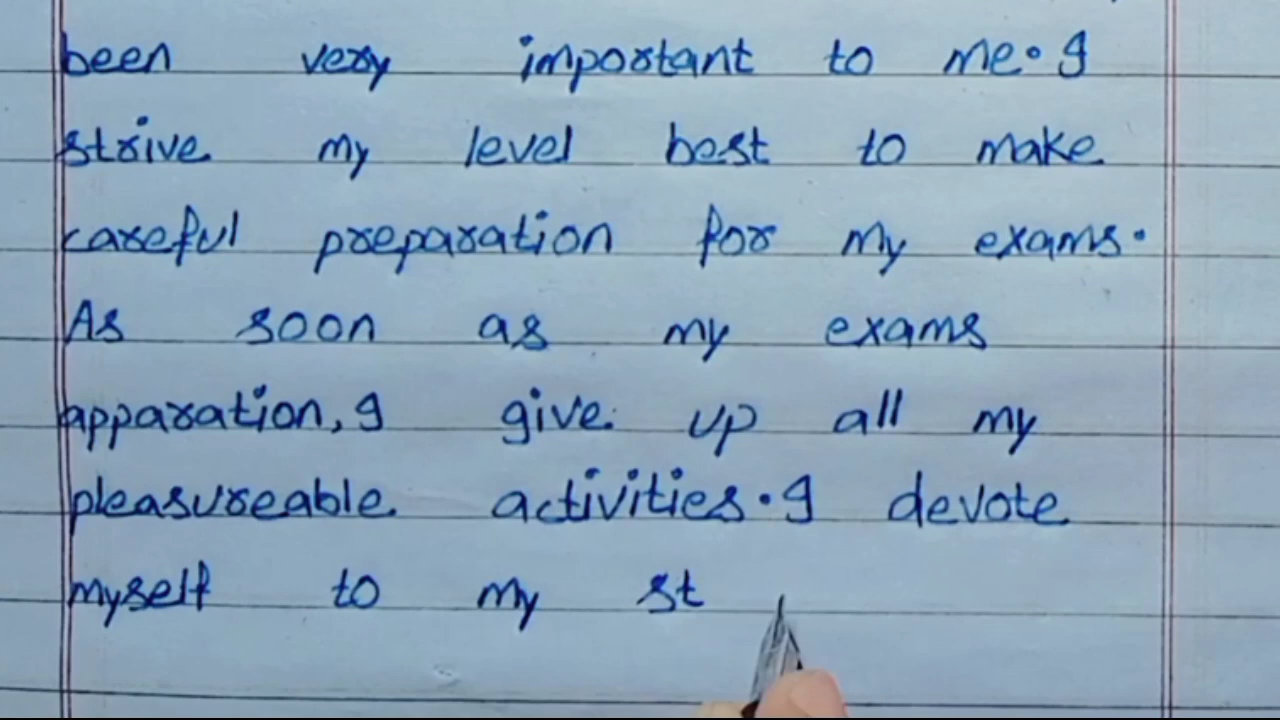 been very important to me. I
strive my level best to make
careful preparation for my exams.
As soon as my exams
apparation, I give up all my
pleasureable activities. I devote
myself to my st